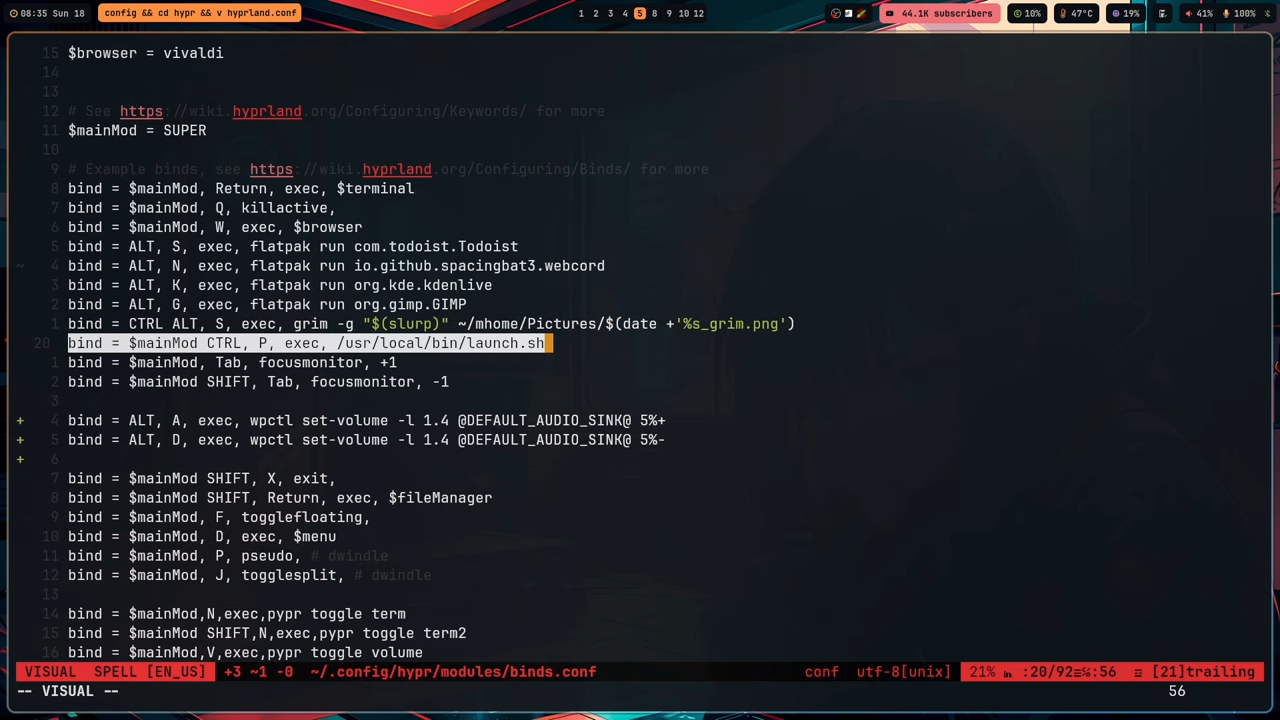 08:35 Sun 18
config && cd hypr && v hyprland.conf
1 2 3 4 5 8 9 10 12
44.1K subscribers
10%
47°C
19%
41%
100%
15 $browser = vivaldi
14
13
12 # See https://wiki.hyprland.org/Configuring/Keywords/ for more
11 $mainMod = SUPER
10
9 # Example binds, see https://wiki.hyprland.org/Configuring/Binds/ for more
8 bind = $mainMod, Return, exec, $terminal
7 bind = $mainMod, Q, killactive,
6 bind = $mainMod, W, exec, $browser
5 bind = ALT, S, exec, flatpak run com.todoist.Todoist
~ 4 bind = ALT, N, exec, flatpak run io.github.spacingbat3.webcord
3 bind = ALT, K, exec, flatpak run org.kde.kdenlive
2 bind = ALT, G, exec, flatpak run org.gimp.GIMP
1 bind = CTRL ALT, S, exec, grim -g "$(slurp)" ~/mhome/Pictures/$(date +'%s_grim.png')
20 bind = $mainMod CTRL, P, exec, /usr/local/bin/launch.sh
1 bind = $mainMod, Tab, focusmonitor, +1
2 bind = $mainMod SHIFT, Tab, focusmonitor, -1
3
+ 4 bind = ALT, A, exec, wpctl set-volume -l 1.4 @DEFAULT_AUDIO_SINK@ 5%+
+ 5 bind = ALT, D, exec, wpctl set-volume -l 1.4 @DEFAULT_AUDIO_SINK@ 5%-
+ 6
7 bind = $mainMod SHIFT, X, exit,
8 bind = $mainMod SHIFT, Return, exec, $fileManager
9 bind = $mainMod, F, togglefloating,
10 bind = $mainMod, D, exec, $menu
11 bind = $mainMod, P, pseudo, # dwindle
12 bind = $mainMod, J, togglesplit, # dwindle
13
14 bind = $mainMod,N,exec,pypr toggle term
15 bind = $mainMod SHIFT,N,exec,pypr toggle term2
16 bind = $mainMod,V,exec,pypr toggle volume
VISUAL SPELL [EN_US] +3 ~1 -0 ~/.config/hypr/modules/binds.conf conf utf-8[unix] 21% ㏑ :20/92≡℅:56 ≡ [21]trailing
-- VISUAL -- 56